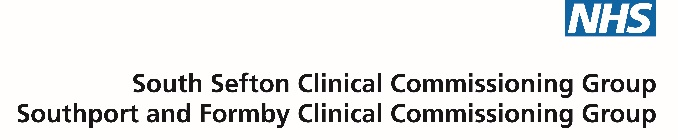 NHS
South Sefton Clinical Commissioning Group
Southport and Formby Clinical Commissioning Group